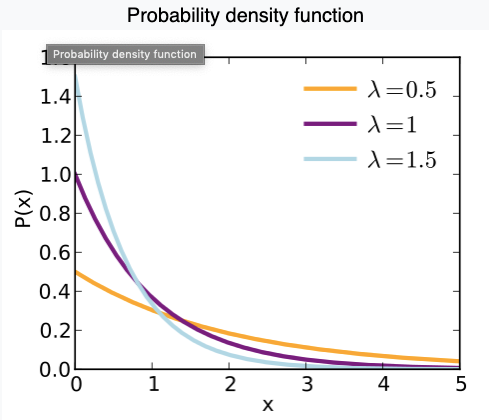 Probability density function
Probability density function
1.4
1.2
1.0
0.8
0.6
0.4
0.2
0.0
P(x)
λ=0.5
λ=1
λ=1.5
0 1 2 3 4 5
x